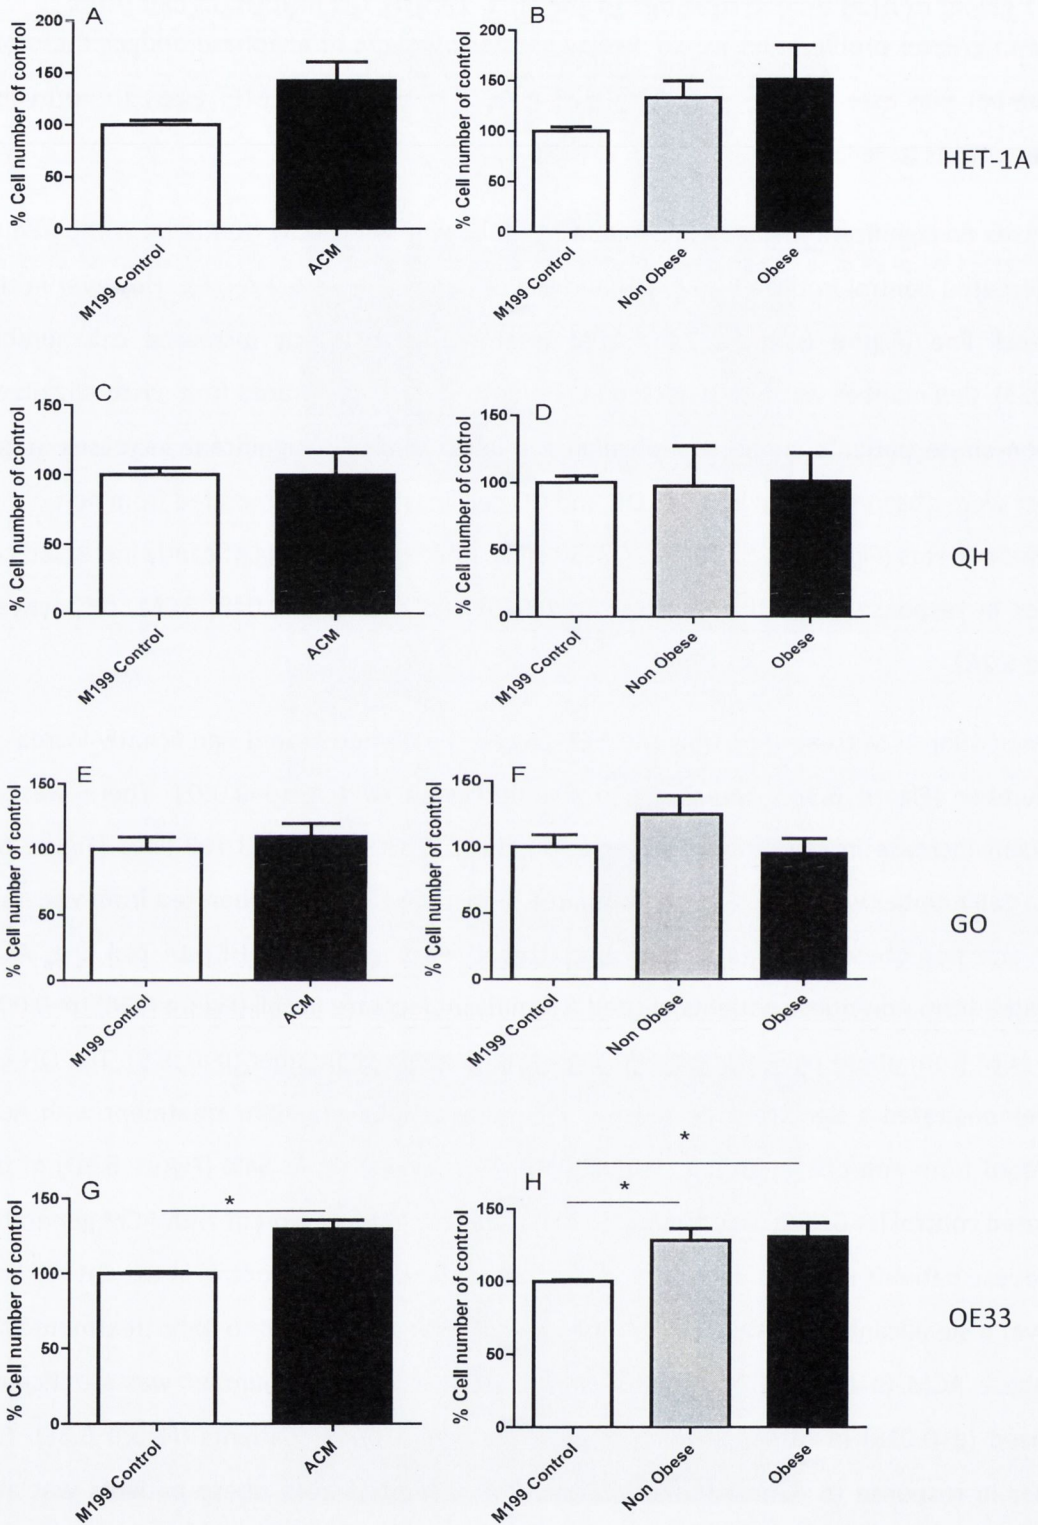 A
% Cell number of control
200
150
100
50
0
M199 Control
ACM
B
% Cell number of control
200
150
100
50
0
M199 Control
Non Obese
Obese
HET-1A
C
% Cell number of control
150
100
50
0
M199 Control
ACM
D
% Cell number of control
150
100
50
0
M199 Control
Non Obese
Obese
QH
E
% Cell number of control
150
100
50
0
M199 Control
ACM
F
% Cell number of control
150
100
50
0
M199 Control
Non Obese
Obese
GO
G
*
% Cell number of control
150
100
50
0
M199 Control
ACM
H
*
*
% Cell number of control
150
100
50
0
M199 Control
Non Obese
Obese
OE33